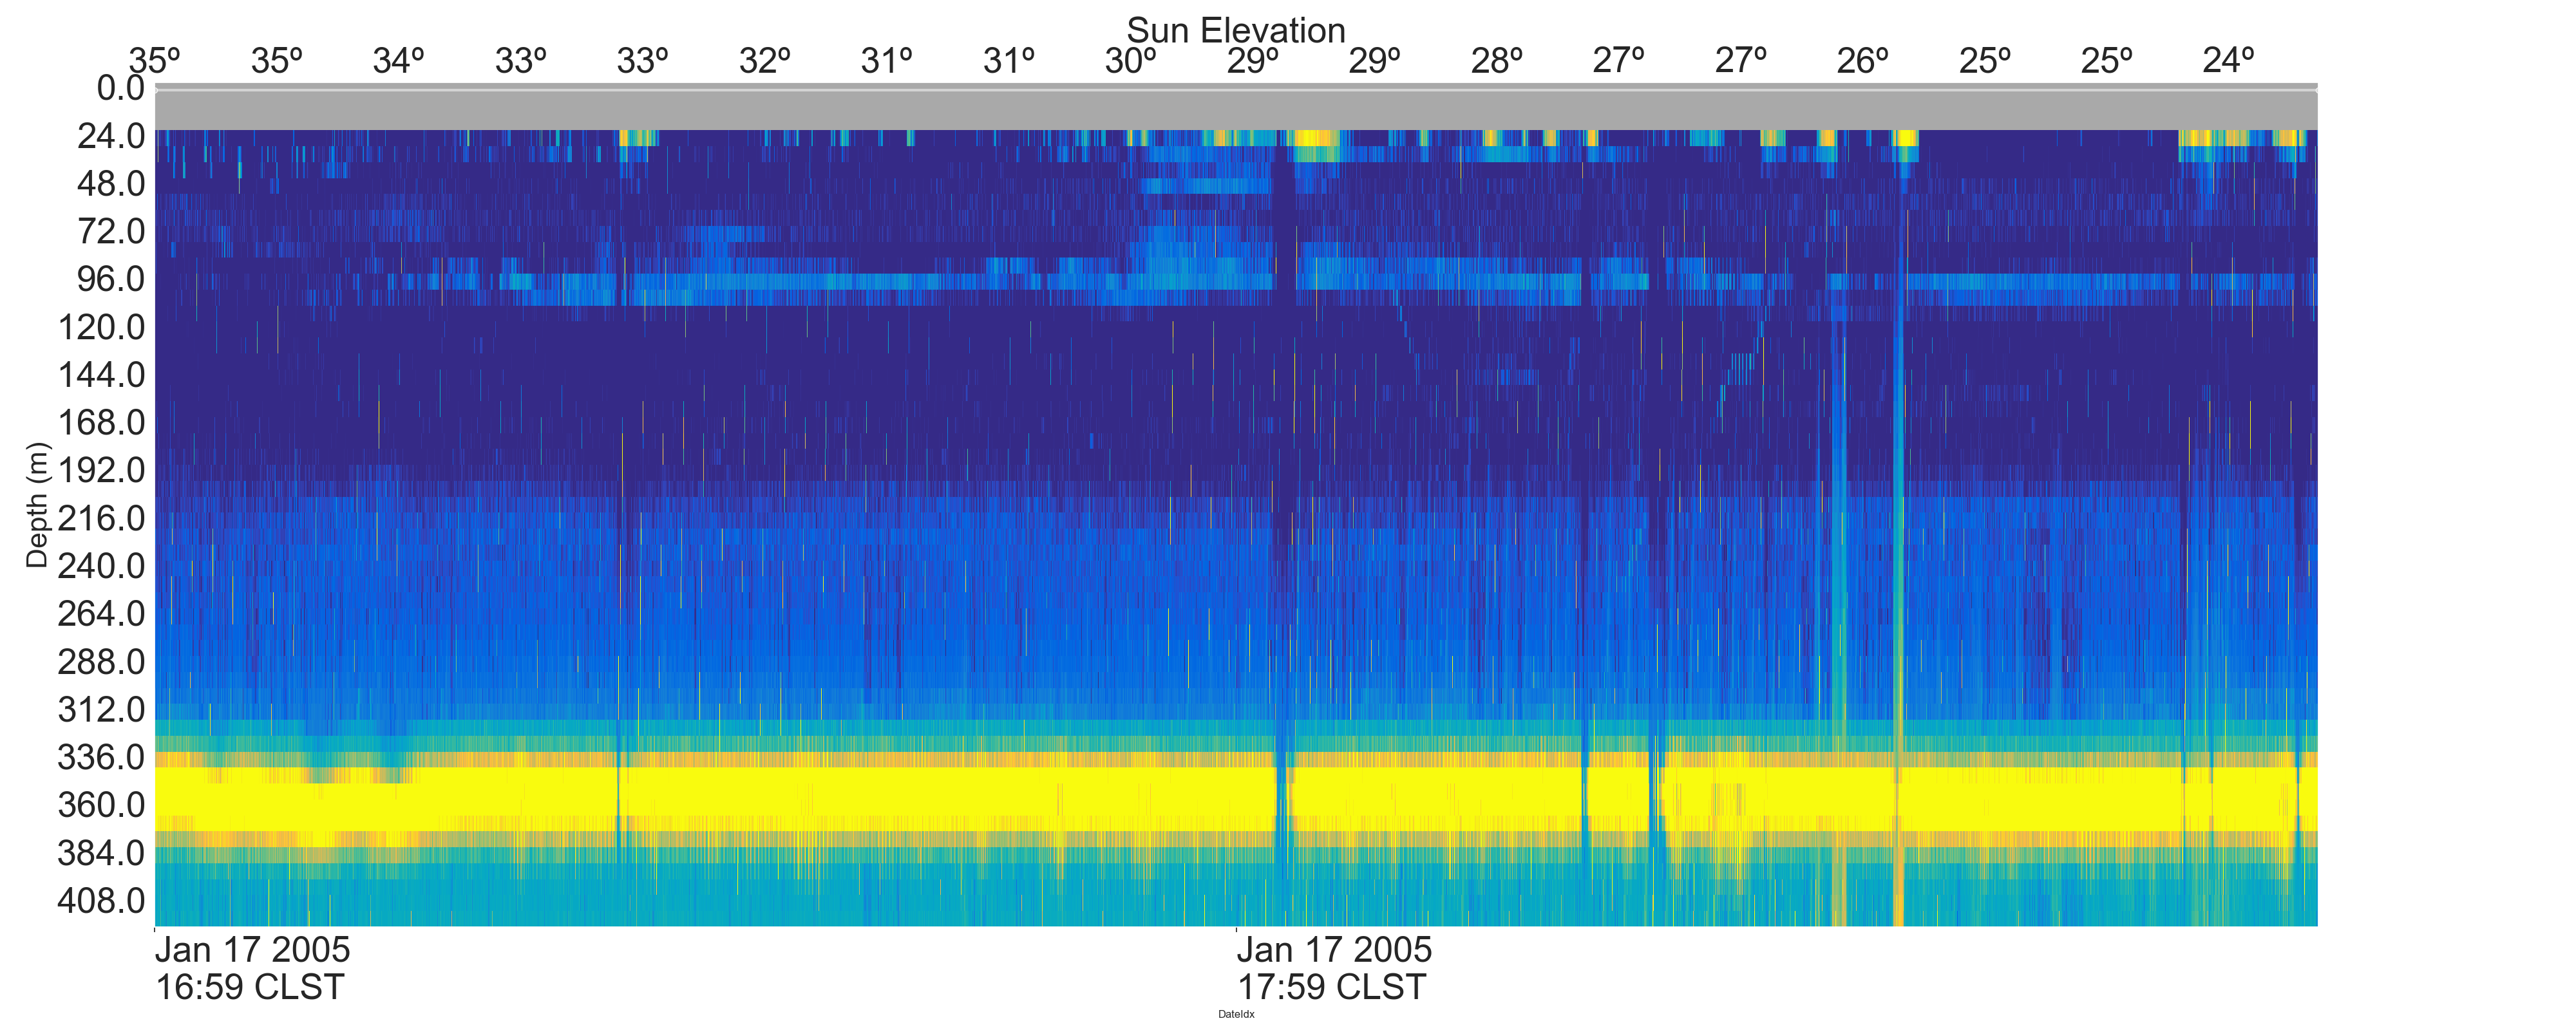 Sun Elevation
35º 35º 34º 33º 33º 32º 31º 31º 30º 29º 29º 28º 27º 27º 26º 25º 25º 24º
0.0
24.0
48.0
72.0
96.0
120.0
144.0
168.0
192.0
216.0
240.0
264.0
288.0
312.0
336.0
360.0
384.0
408.0
Depth (m)
Jan 17 2005
16:59 CLST
Jan 17 2005
17:59 CLST
DateIdx